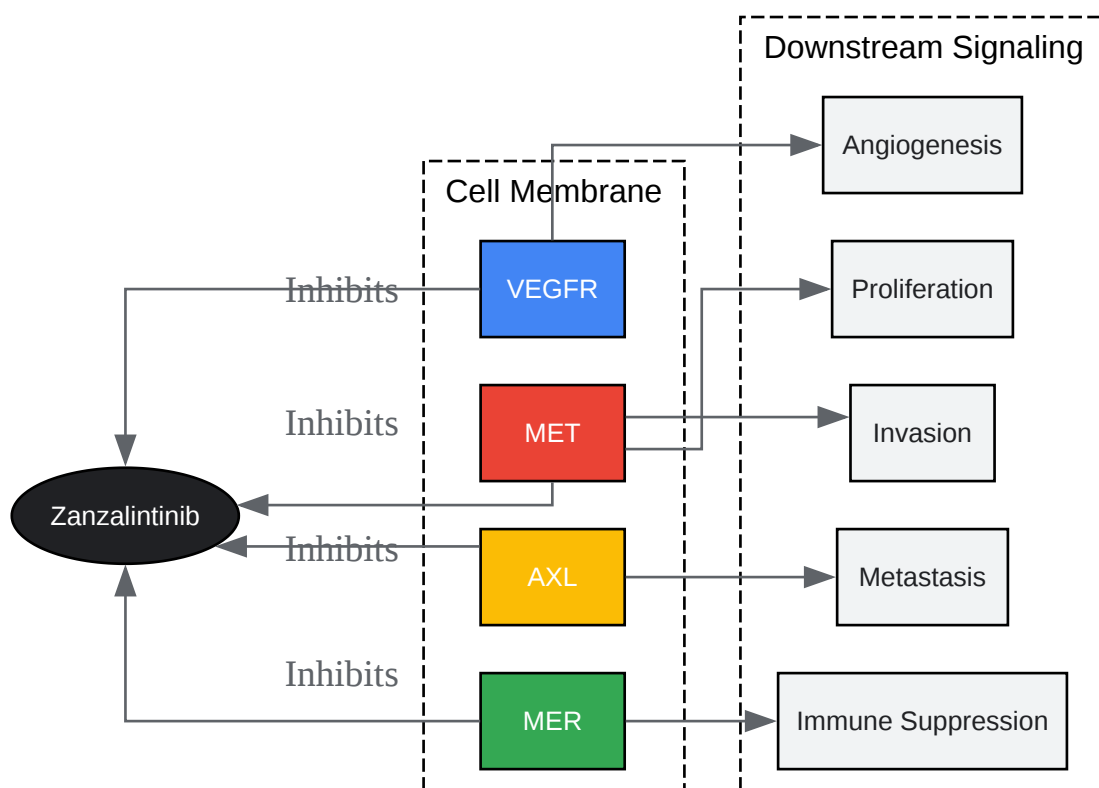 Downstream Signaling
Angiogenesis
Cell Membrane
Inhibits
VEGFR
Proliferation
Inhibits
MET
Invasion
Zanzalintinib
Inhibits
AXL
Metastasis
Inhibits
MER
Immune Suppression